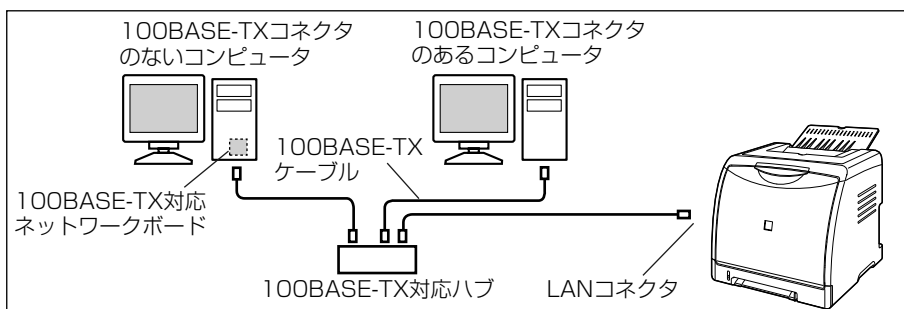 100BASE-TXコネクタ
のないコンピュータ
100BASE-TXコネクタ
のあるコンピュータ
100BASE-TX
ケーブル
100BASE-TX対応
ネットワークボード
100BASE-TX対応ハブ
LANコネクタ